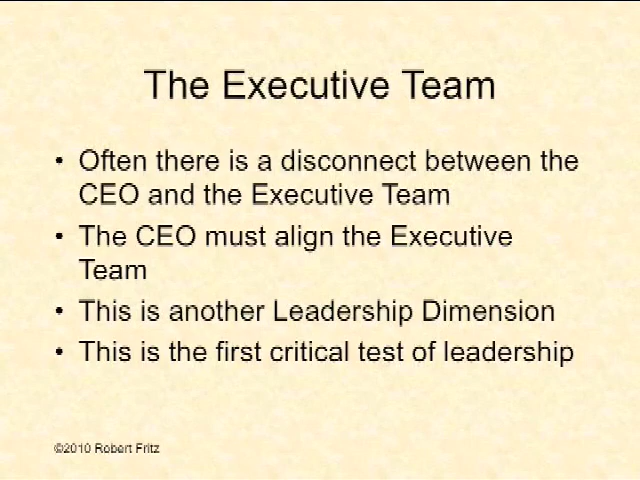 The Executive Team
• Often there is a disconnect between the
CEO and the Executive Team
• The CEO must align the Executive
Team
• This is another Leadership Dimension
• This is the first critical test of leadership
©2010 Robert Fritz